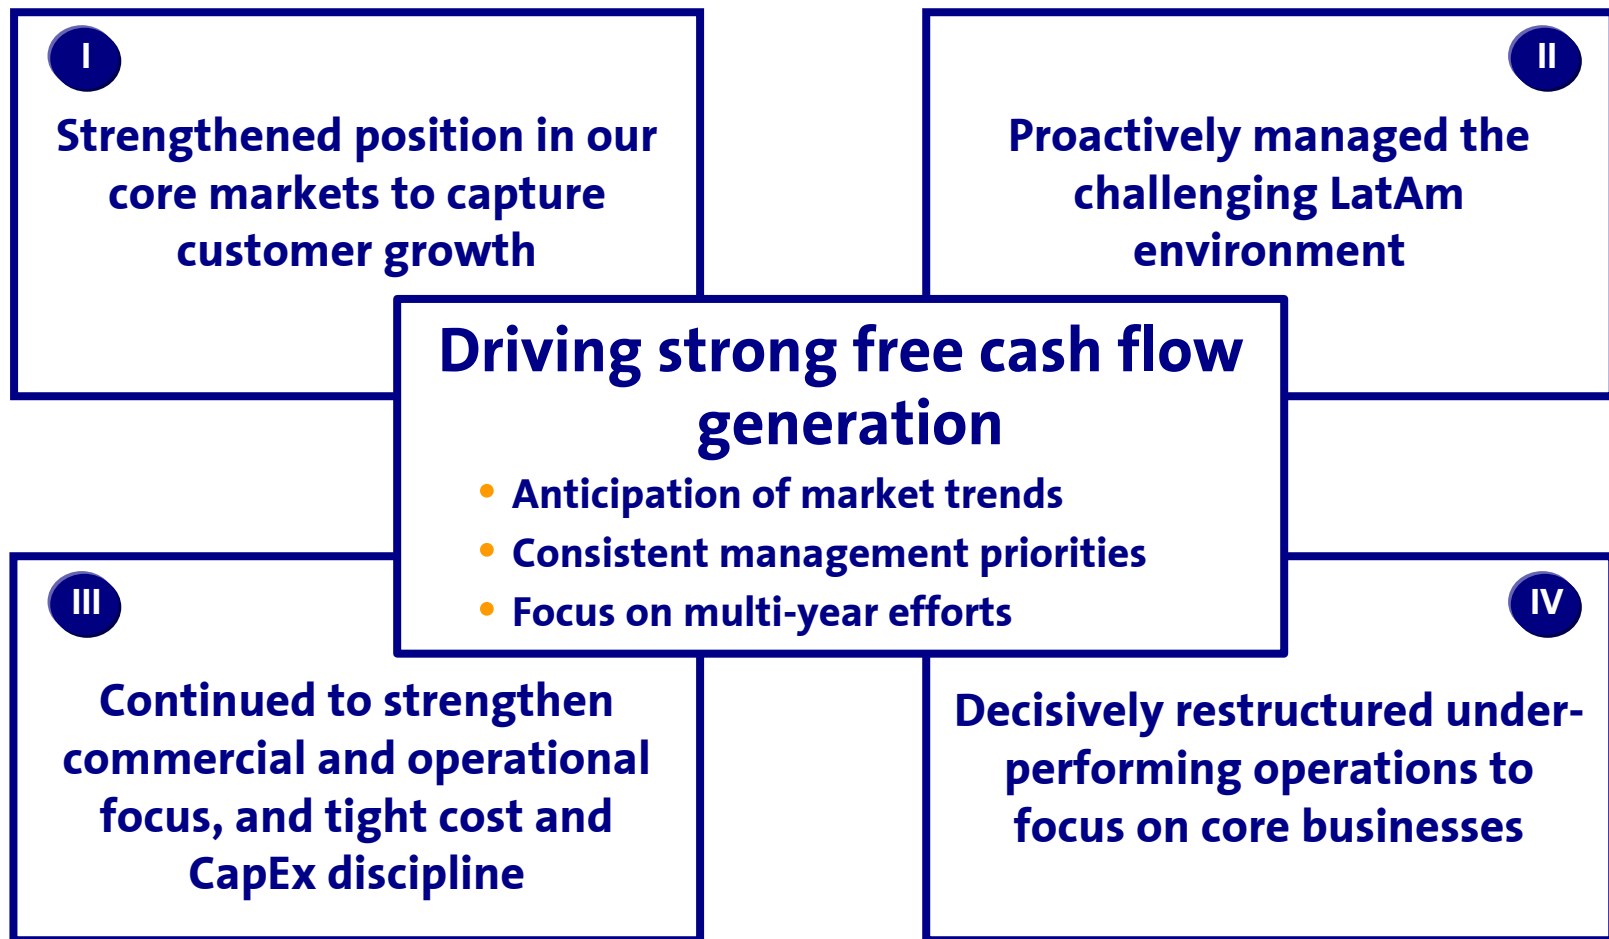 I
Strengthened position in our
core markets to capture
customer growth
II
Proactively managed the
challenging LatAm
environment
Driving strong free cash flow
generation
• Anticipation of market trends
• Consistent management priorities
• Focus on multi-year efforts
III
Continued to strengthen
commercial and operational
focus, and tight cost and
CapEx discipline
IV
Decisively restructured under-
performing operations to
focus on core businesses